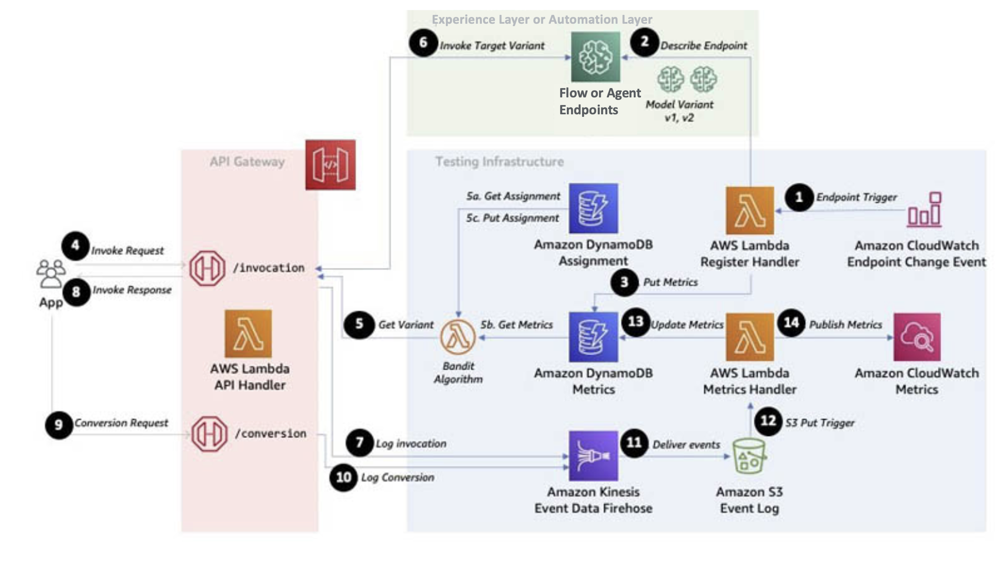 Experience Layer or Automation Layer
6 Invoke Target Variant
2 Describe Endpoint
Flow or Agent
Endpoints
Model Variant
v1, v2
API Gateway
</>
Testing Infrastructure
5a. Get Assignment
5c. Put Assignment
1 Endpoint Trigger
Amazon DynamoDB
Assignment
AWS Lambda
Register Handler
Amazon CloudWatch
Endpoint Change Event
4 Invoke Request
/invocation
8 Invoke Response
App
3 Put Metrics
5 Get Variant
5b. Get Metrics
13 Update Metrics
14 Publish Metrics
Bandit
Algorithm
AWS Lambda
API Handler
Amazon DynamoDB
Metrics
AWS Lambda
Metrics Handler
Amazon CloudWatch
Metrics
9 Conversion Request
/conversion
12 S3 Put Trigger
7 Log invocation
11 Deliver events
10 Log Conversion
Amazon Kinesis
Event Data Firehose
Amazon S3
Event Log